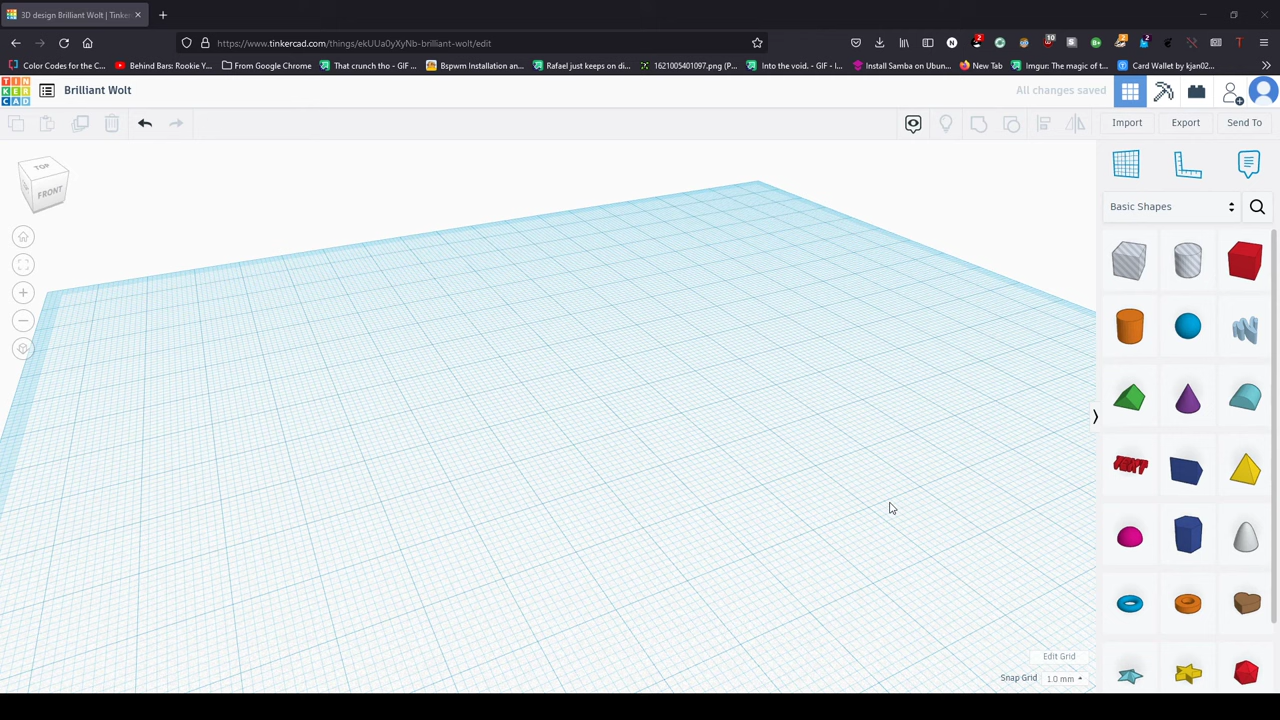 3D design Brilliant Wolt | Tinker
https://www.tinkercad.com/things/ekUUa0yXyNb-brilliant-wolt/edit
2 10
Color Codes for the C... Behind Bars: Rookie Y... From Google Chrome That crunch tho - GIF ... Bspwm Installation an... Rafael just keeps on di... 1621005401097.png (P... Into the void. - GIF - I... Install Samba on Ubun... New Tab Imgur: The magic of t... Card Wallet by kjan02...
TIN
KER
CAD
Brilliant Wolt
All changes saved
Import Export Send To
TOP
FRONT
Basic Shapes
TEXT
Edit Grid
Snap Grid 1.0 mm